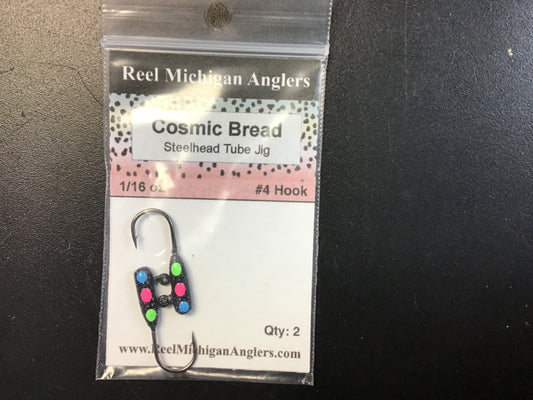 Reel Michigan Anglers
Cosmic Bread
Steelhead Tube Jig
1/16 oz #4 Hook
Qty: 2
www.ReelMichiganAnglers.com